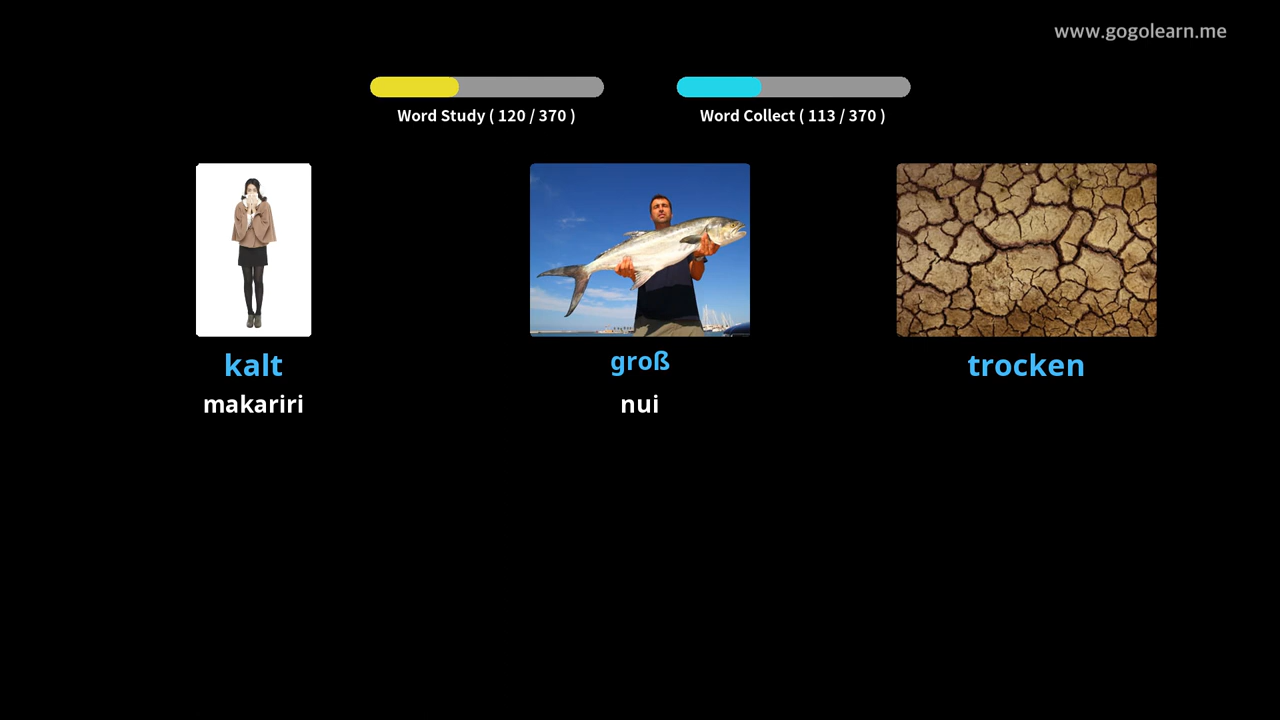 www.gogolearn.me
Word Study ( 120 / 370 )
Word Collect ( 113 / 370 )
kalt
groß
trocken
makariri
nui